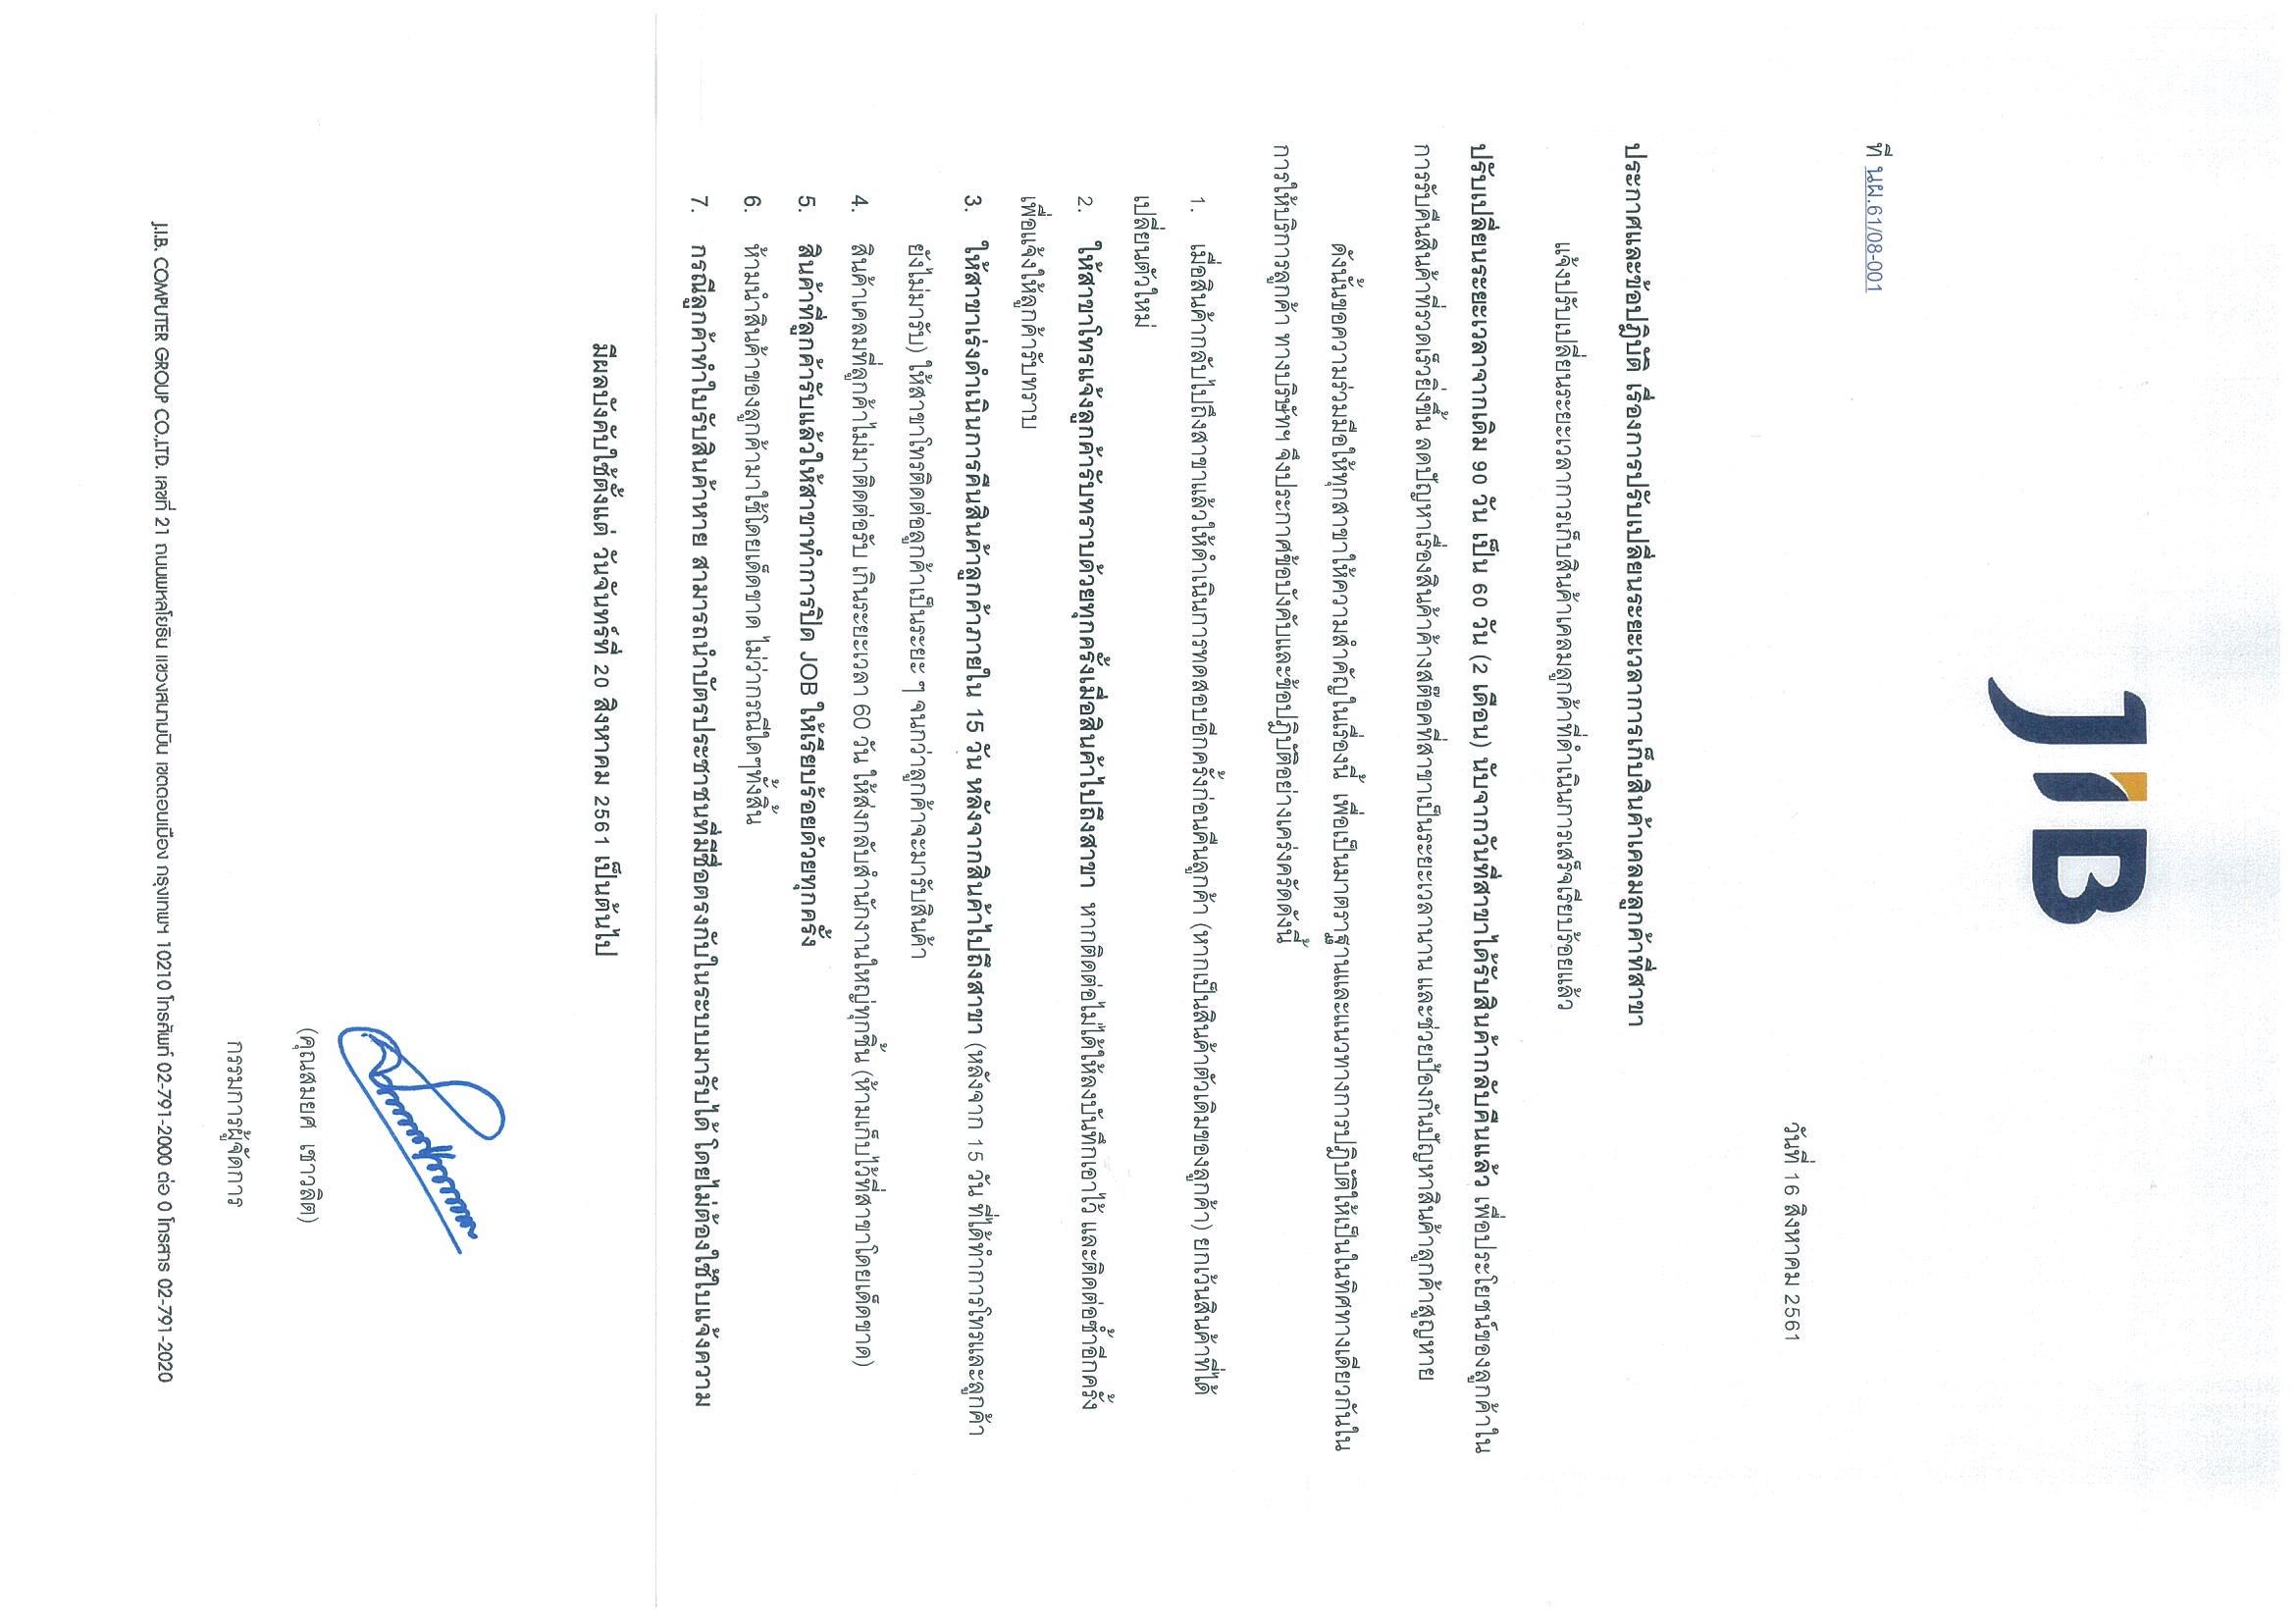 JIB
ที่ นผ.61/08-001
วันที่ 16 สิงหาคม 2561
ประกาศและข้อปฎิบัติ เรื่องการปรับเปลี่ยนระยะเวลาการเก็บสินค้าเคลมลูกค้าที่สาขา
แจ้งปรับเปลี่ยนระยะเวลาการเก็บสินค้าเคลมลูกค้าที่ดำเนินการเสร็จเรียบร้อยแล้ว
ปรับเปลี่ยนระยะเวลาจากเดิม 90 วัน เป็น 60 วัน (2 เดือน) นับจากวันที่สาขาได้รับสินค้ากลับคืนแล้ว เพื่อประโยชน์ของลูกค้าใน
การรับคืนสินค้าที่รวดเร็วยิ่งขึ้น ลดปัญหาเรื่องสินค้าค้างสต๊อคที่สาขาเป็นระยะเวลานาน และช่วยป้องกันปัญหาสินค้าลูกค้าสูญหาย
ดังนั้นขอความร่วมมือให้ทุกสาขาให้ความสำคัญในเรื่องนี้ เพื่อเป็นมาตราฐานและแนวทางการปฎิบัติให้เป็นในทิศทางเดียวกันใน
การให้บริการลูกค้า ทางบริษัทฯ จึงประกาศข้อบังคับและข้อปฎิบัติอย่างเคร่งครัดดังนี้
1. เมื่อสินค้ากลับไปถึงสาขาแล้วให้ดำเนินการทดสอบอีกครั้งก่อนคืนลูกค้า (หากเป็นสินค้าตัวเดิมของลูกค้า) ยกเว้นสินค้าที่ได้
เปลี่ยนตัวใหม่
2. ให้สาขาโทรแจ้งลูกค้ารับทราบด้วยทุกครั้งเมื่อสินค้าไปถึงสาขา หากติดต่อไม่ได้ให้ลงบันทึกเอาไว้ และติดต่อซ้ำอีกครั้ง
เพื่อแจ้งให้ลูกค้ารับทราบ
3. ให้สาขาเร่งดำเนินการคืนสินค้าลูกค้าภายใน 15 วัน หลังจากสินค้าไปถึงสาขา (หลังจาก 15 วัน ที่ได้ทำการโทรและลูกค้า
ยังไม่มารับ) ให้สาขาโทรติดต่อลูกค้าเป็นระยะ ๆ จนกว่าลูกค้าจะมารับสินค้า
4. สินค้าเคลมที่ลูกค้าไม่มาติดต่อรับ เกินระยะเวลา 60 วัน ให้ส่งกลับสำนักงานใหญ่ทุกชิ้น (ห้ามเก็บไว้ที่สาขาโดยเด็ดขาด)
5. สินค้าที่ลูกค้ารับแล้วให้สาขาทำการปิด JOB ให้เรียบร้อยด้วยทุกครั้ง
6. ห้ามนำสินค้าของลูกค้ามาใช้โดยเด็ดขาด ไม่ว่ากรณีใดๆทั้งสิ้น
7. กรณีลูกค้าทำใบรับสินค้าหาย สามารถนำบัตรประชาชนที่มีชื่อตรงกับในระบบมารับได้ โดยไม่ต้องใช้ใบแจ้งความ
มีผลบังคับใช้ตั้งแต่ วันจันทร์ที่ 20 สิงหาคม 2561 เป็นต้นไป
(คุณสมยศ เชาวลิต)
กรรมการผู้จัดการ
J.I.B. COMPUTER GROUP CO.,LTD. เลขที่ 21 ถนนพหลโยธิน แขวงสนามบิน เขตดอนเมือง กรุงเทพฯ 10210 โทรศัพท์ 02-791-2000 ต่อ 0 โทรสาร 02-791-2020